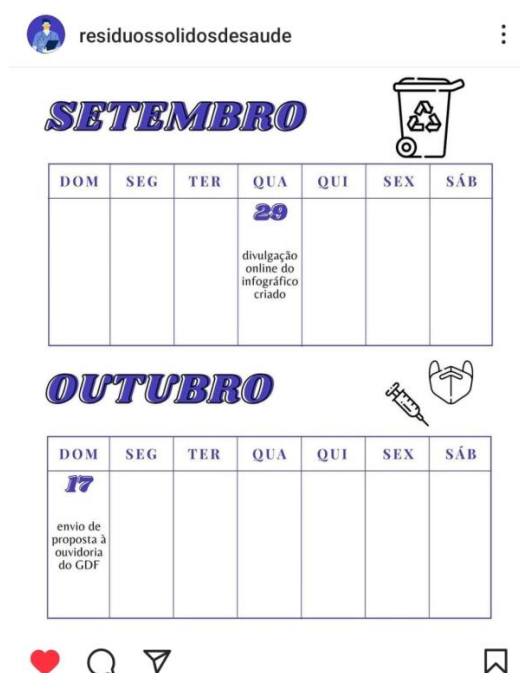 residuossolidosdesaude
SETEMBRO
DOM SEG TER QUA QUI SEX SÁB
29
divulgação
online do
infográfico
criado
OUTUBRO
DOM SEG TER QUA QUI SEX SÁB
17
envio de
proposta à
ouvidoria
do GDF